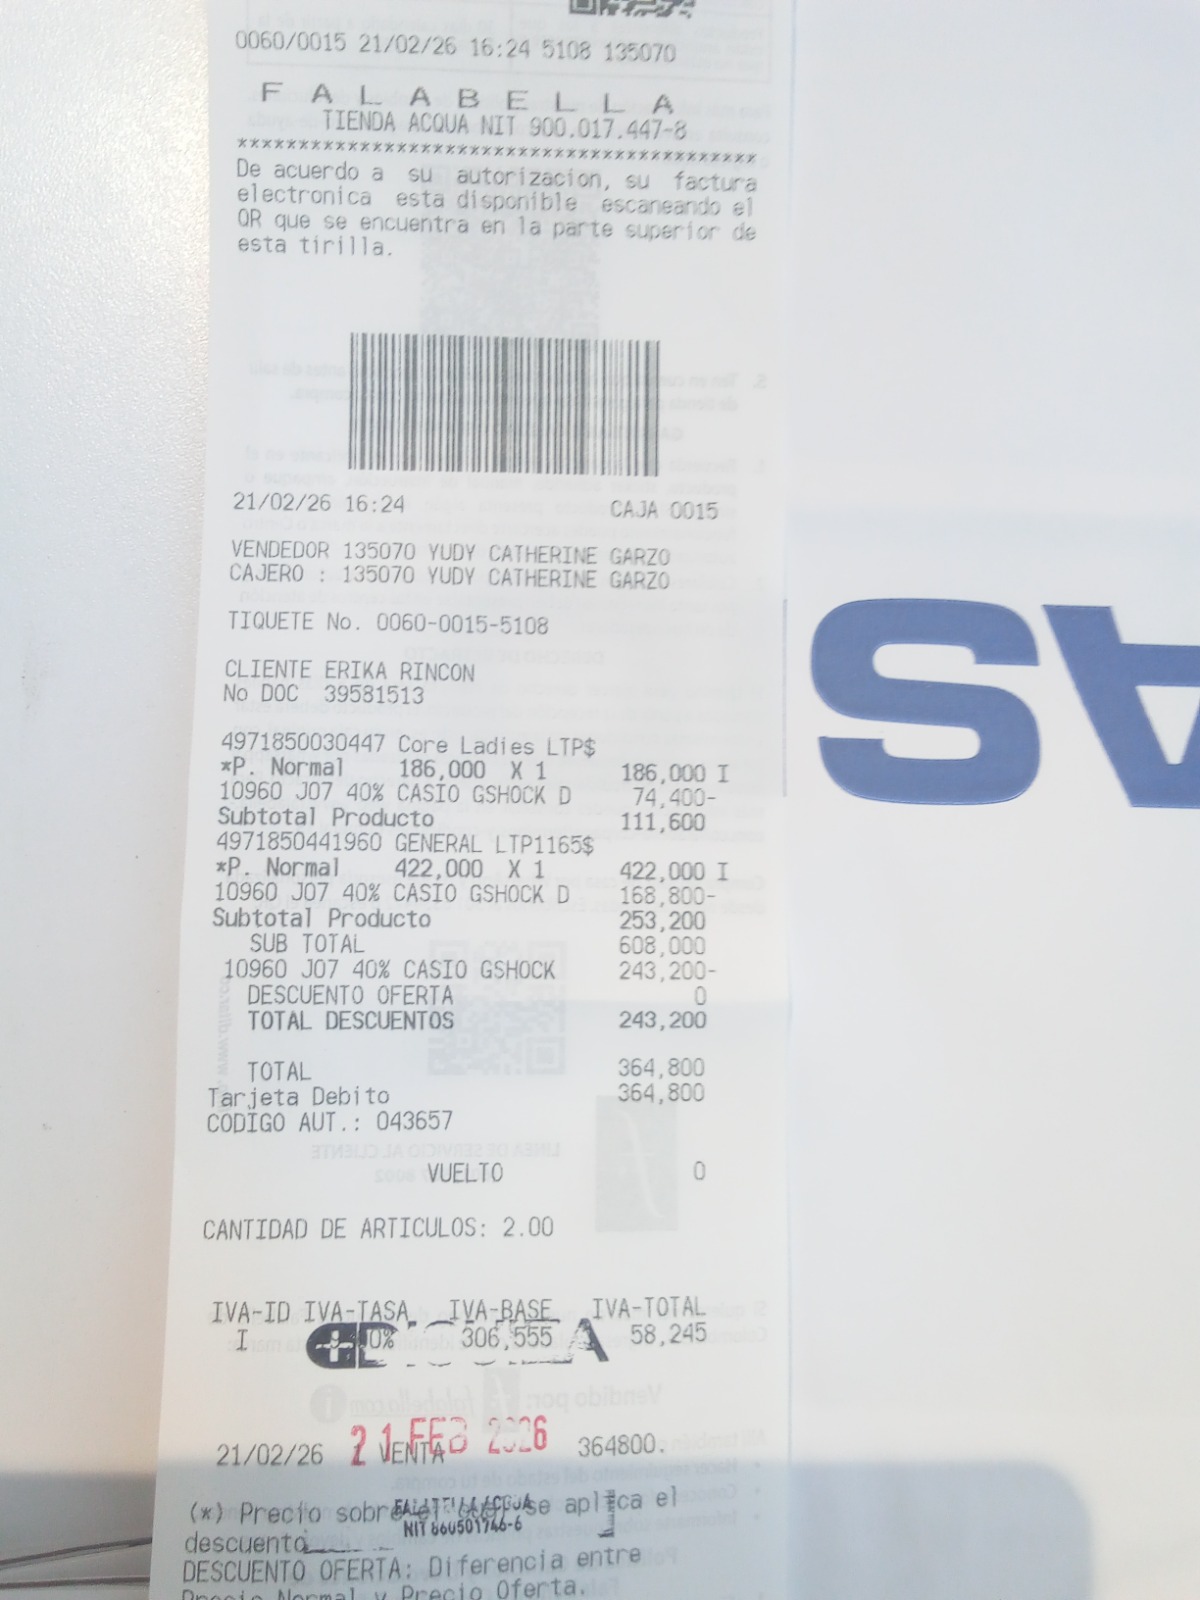 0060/0015 21/02/26 16:24 5108 135070
F A L A B E L L A
TIENDA ACQUA NIT 900.017.447-8
******************************************
De acuerdo a su autorizacion, su factura
electronica esta disponible escaneando el
QR que se encuentra en la parte superior de
esta tirilla.
21/02/26 16:24 CAJA 0015
VENDEDOR 135070 YUDY CATHERINE GARZO
CAJERO : 135070 YUDY CATHERINE GARZO
TIQUETE No. 0060-0015-5108
CLIENTE ERIKA RINCON
No DOC 39581513
4971850030447 Core Ladies LTP$
*P. Normal 186,000 X 1 186,000 I
10960 J07 40% CASIO GSHOCK D 74,400-
Subtotal Producto 111,600
4971850441960 GENERAL LTP1165$
*P. Normal 422,000 X 1 422,000 I
10960 J07 40% CASIO GSHOCK D 168,800-
Subtotal Producto 253,200
SUB TOTAL 608,000
10960 J07 40% CASIO GSHOCK 243,200-
DESCUENTO OFERTA 0
TOTAL DESCUENTOS 243,200
TOTAL 364,800
Tarjeta Debito 364,800
CODIGO AUT.: 043657
VUELTO 0
CANTIDAD DE ARTICULOS: 2.00
IVA-ID IVA-TASA IVA-BASE IVA-TOTAL
I 306,555 58,245
21 FEB 2026
21/02/26 1 VENTA 364800.
(*) Precio sobre el se aplica el
descuento
DESCUENTO OFERTA: Diferencia entre
Precio Normal y Precio Oferta.
AS